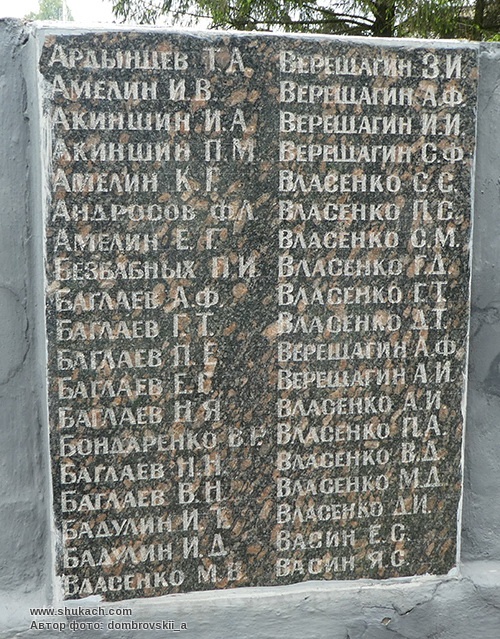 Ардынцев Г.А.
Амелин И.В.
Акиншин И.А.
Акиншин П.М.
Амелин К.Г.
Андросов Ф.Л.
Амелин Е.Г.
Безбабных П.И.
Баглаев А.Ф.
Баглаев Г.Т.
Баглаев П.Е.
Баглаев Е.С.
Баглаев Н.Я.
Бондаренко В.Н.
Баглаев Н.Н.
Баглаев В.Н.
Бадулин И.Т.
Бадулин И.Д.
Власенко М.В.
Верещагин З.И.
Верещагин А.Ф.
Верещагин И.И.
Верещагин С.Ф.
Власенко С.С.
Власенко П.С.
Власенко С.М.
Власенко Г.Д.
Власенко Г.Т.
Власенко Д.Т.
Верещагин А.Ф.
Верещагин А.И.
Власенко А.И.
Власенко П.А.
Власенко В.Д.
Власенко М.Д.
Власенко Д.И.
Васин Е.С.
Васин Я.С.
www.shukach.com
Автор фото: dombrovskii_a